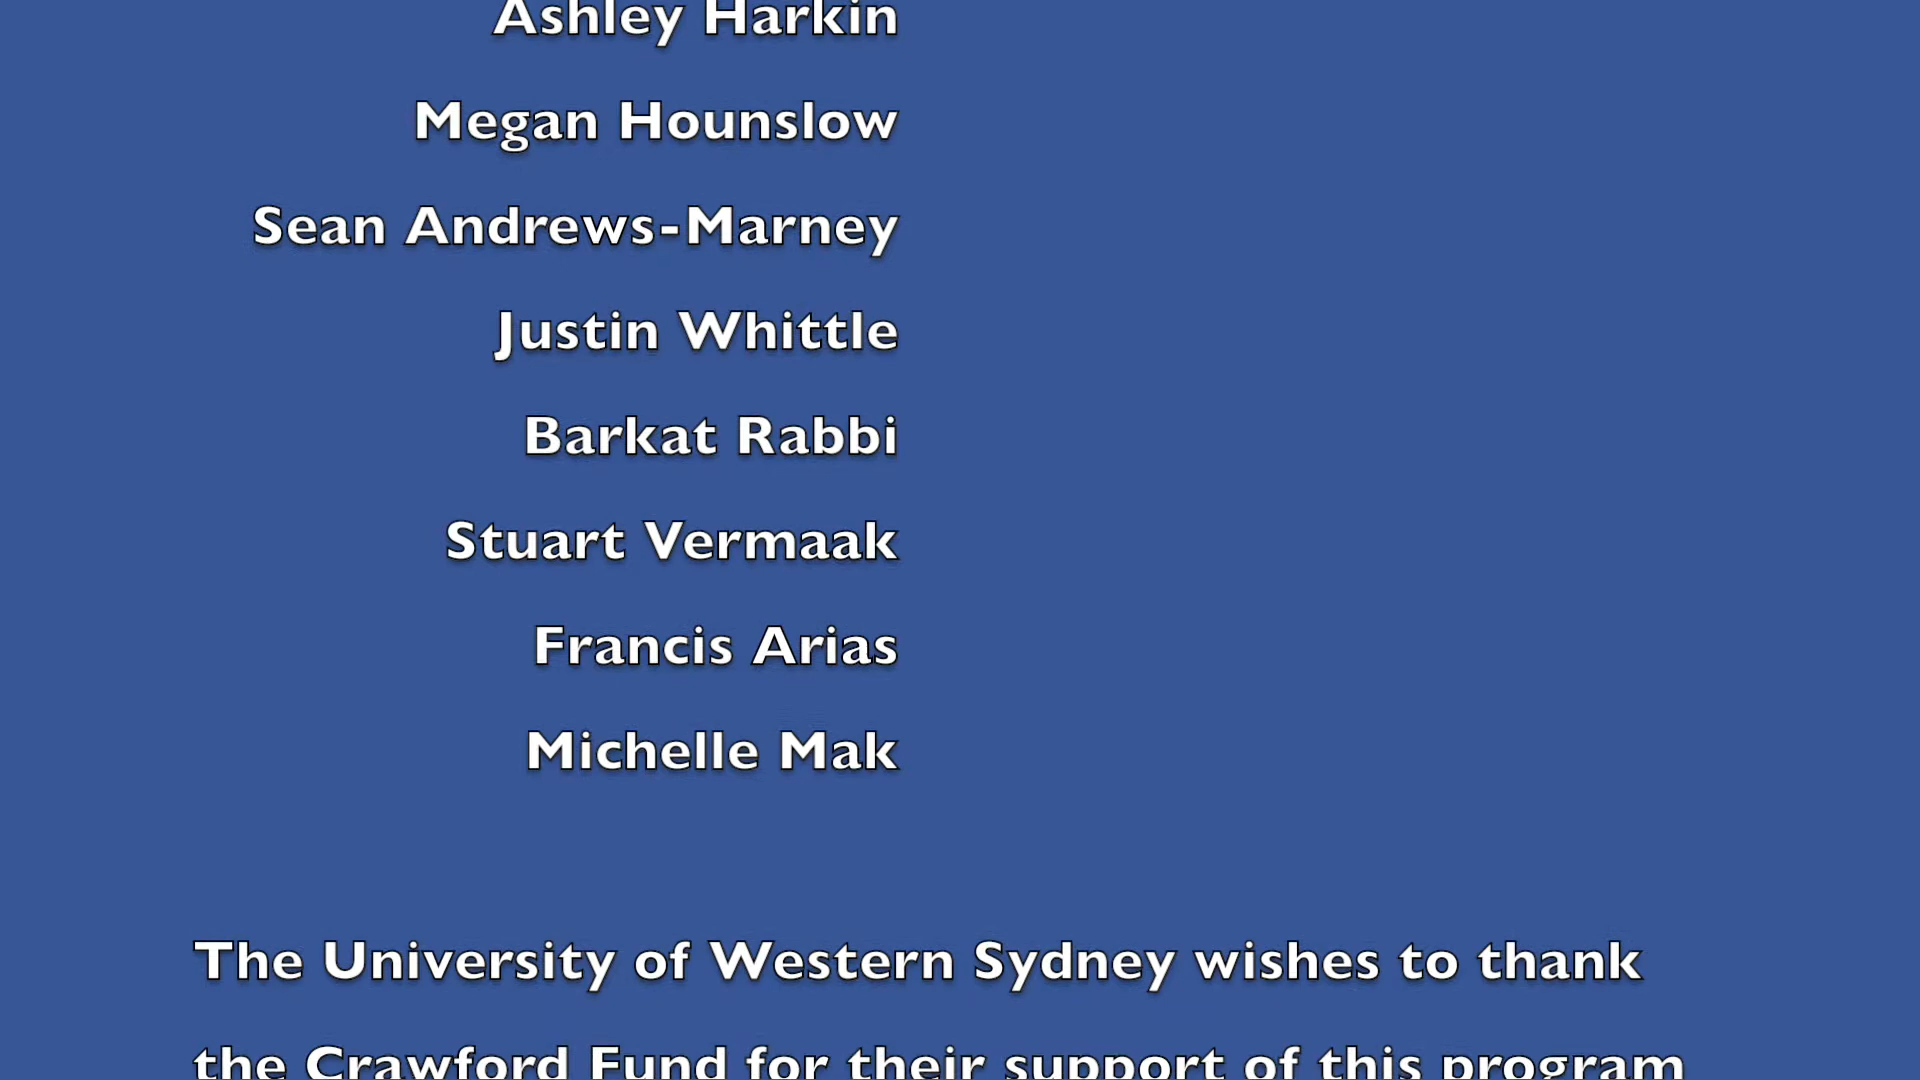 Ashley Harkin
Megan Hounslow
Sean Andrews-Marney
Justin Whittle
Barkat Rabbi
Stuart Vermaak
Francis Arias
Michelle Mak
The University of Western Sydney wishes to thank
the Crawford Fund for their support of this program